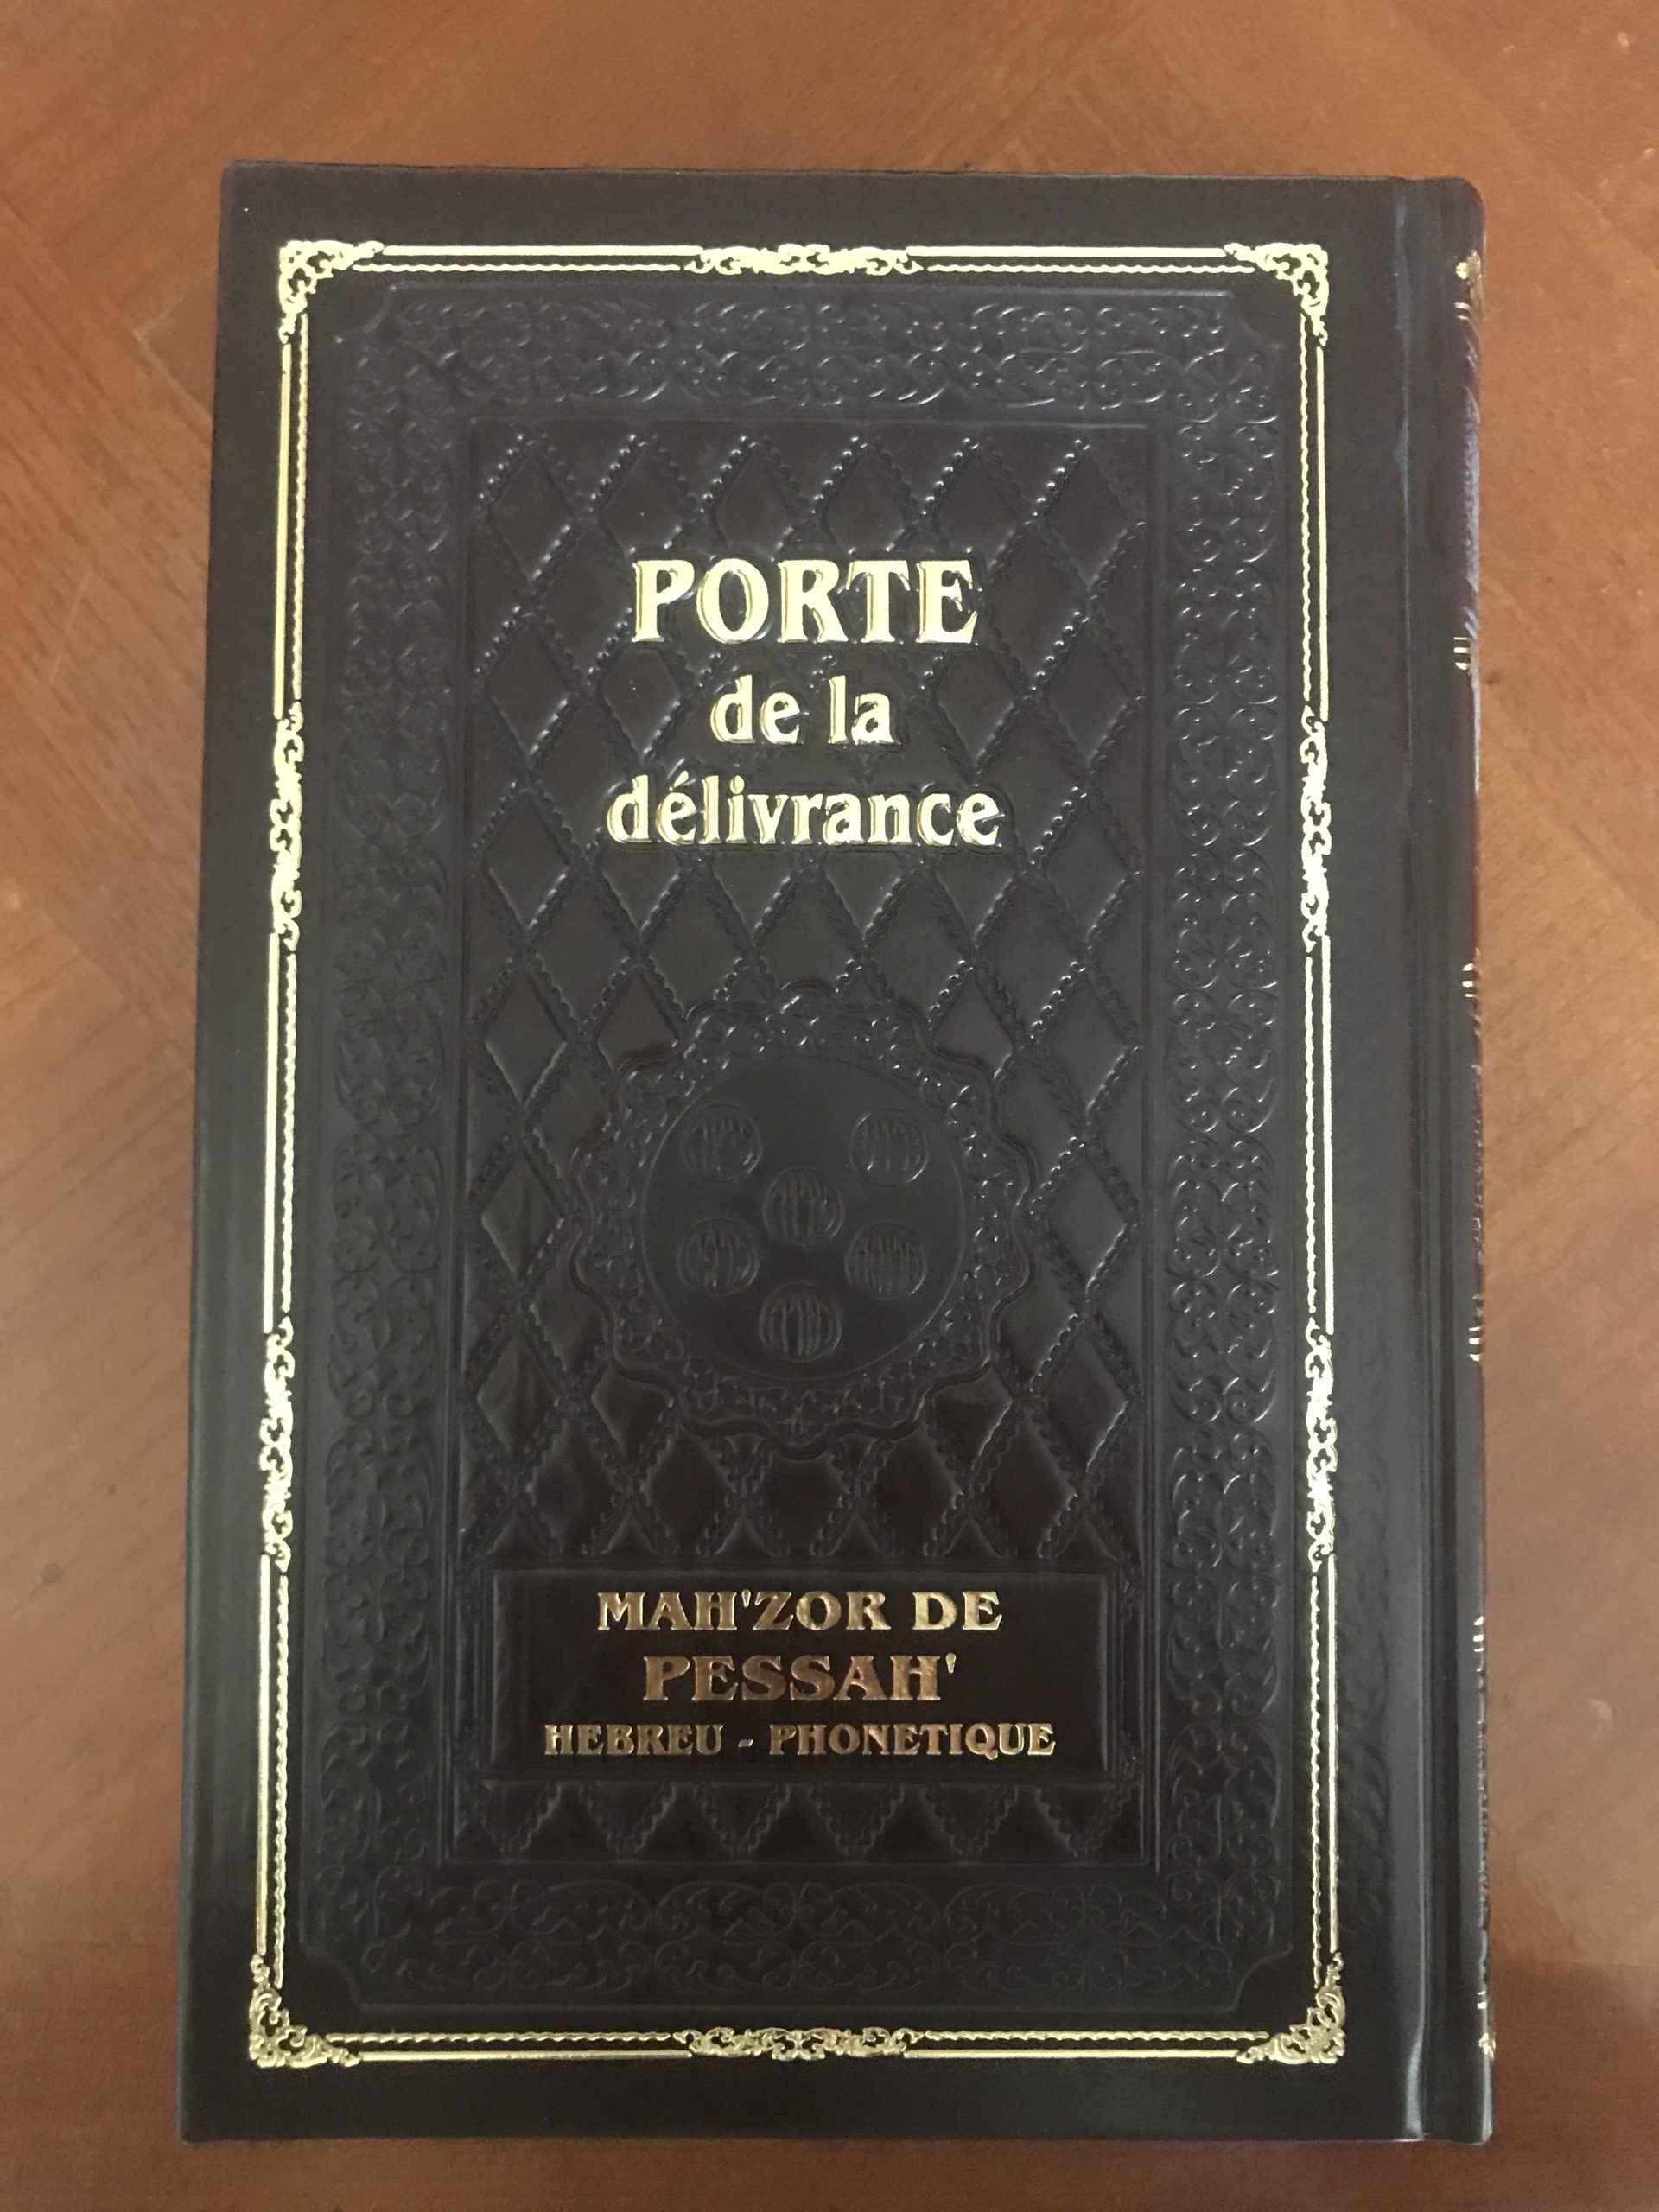 PORTE
de la
délivrance
MAH'ZOR DE
PESSAH'
HEBREU - PHONETIQUE